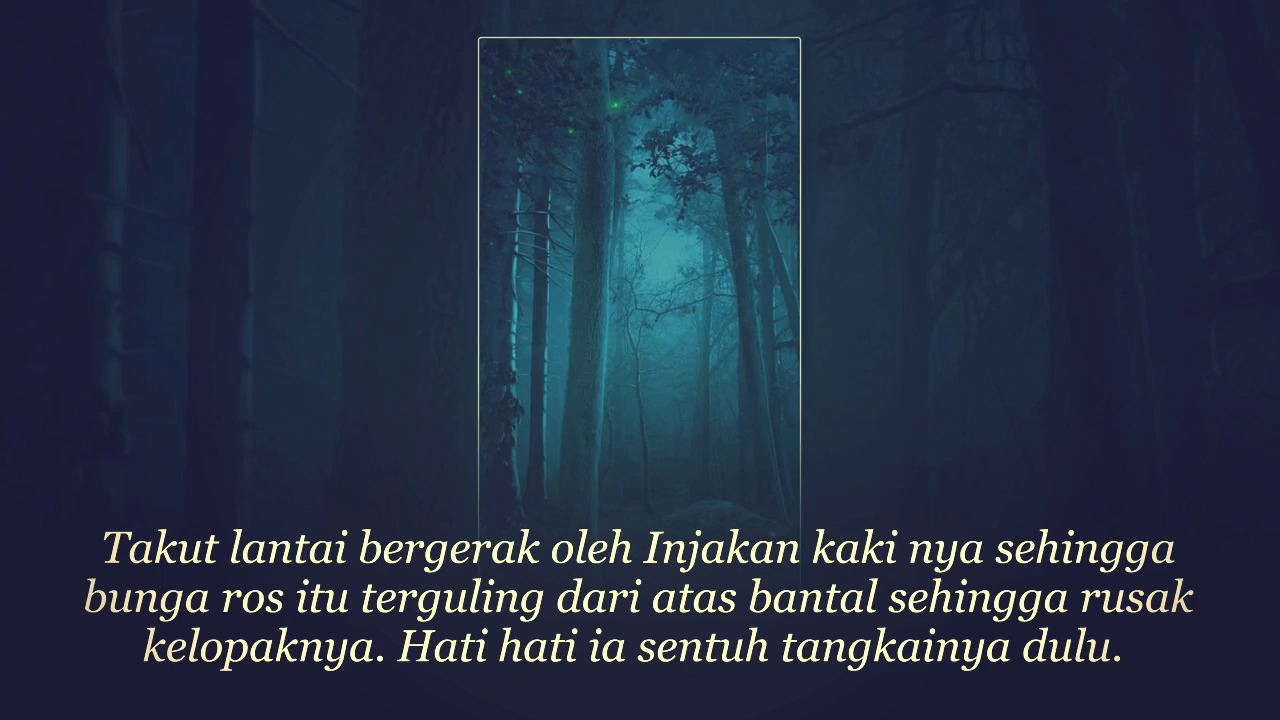 Takut lantai bergerak oleh Injakan kaki nya sehingga
bunga ros itu terguling dari atas bantal sehingga rusak
kelopaknya. Hati hati ia sentuh tangkainya dulu.